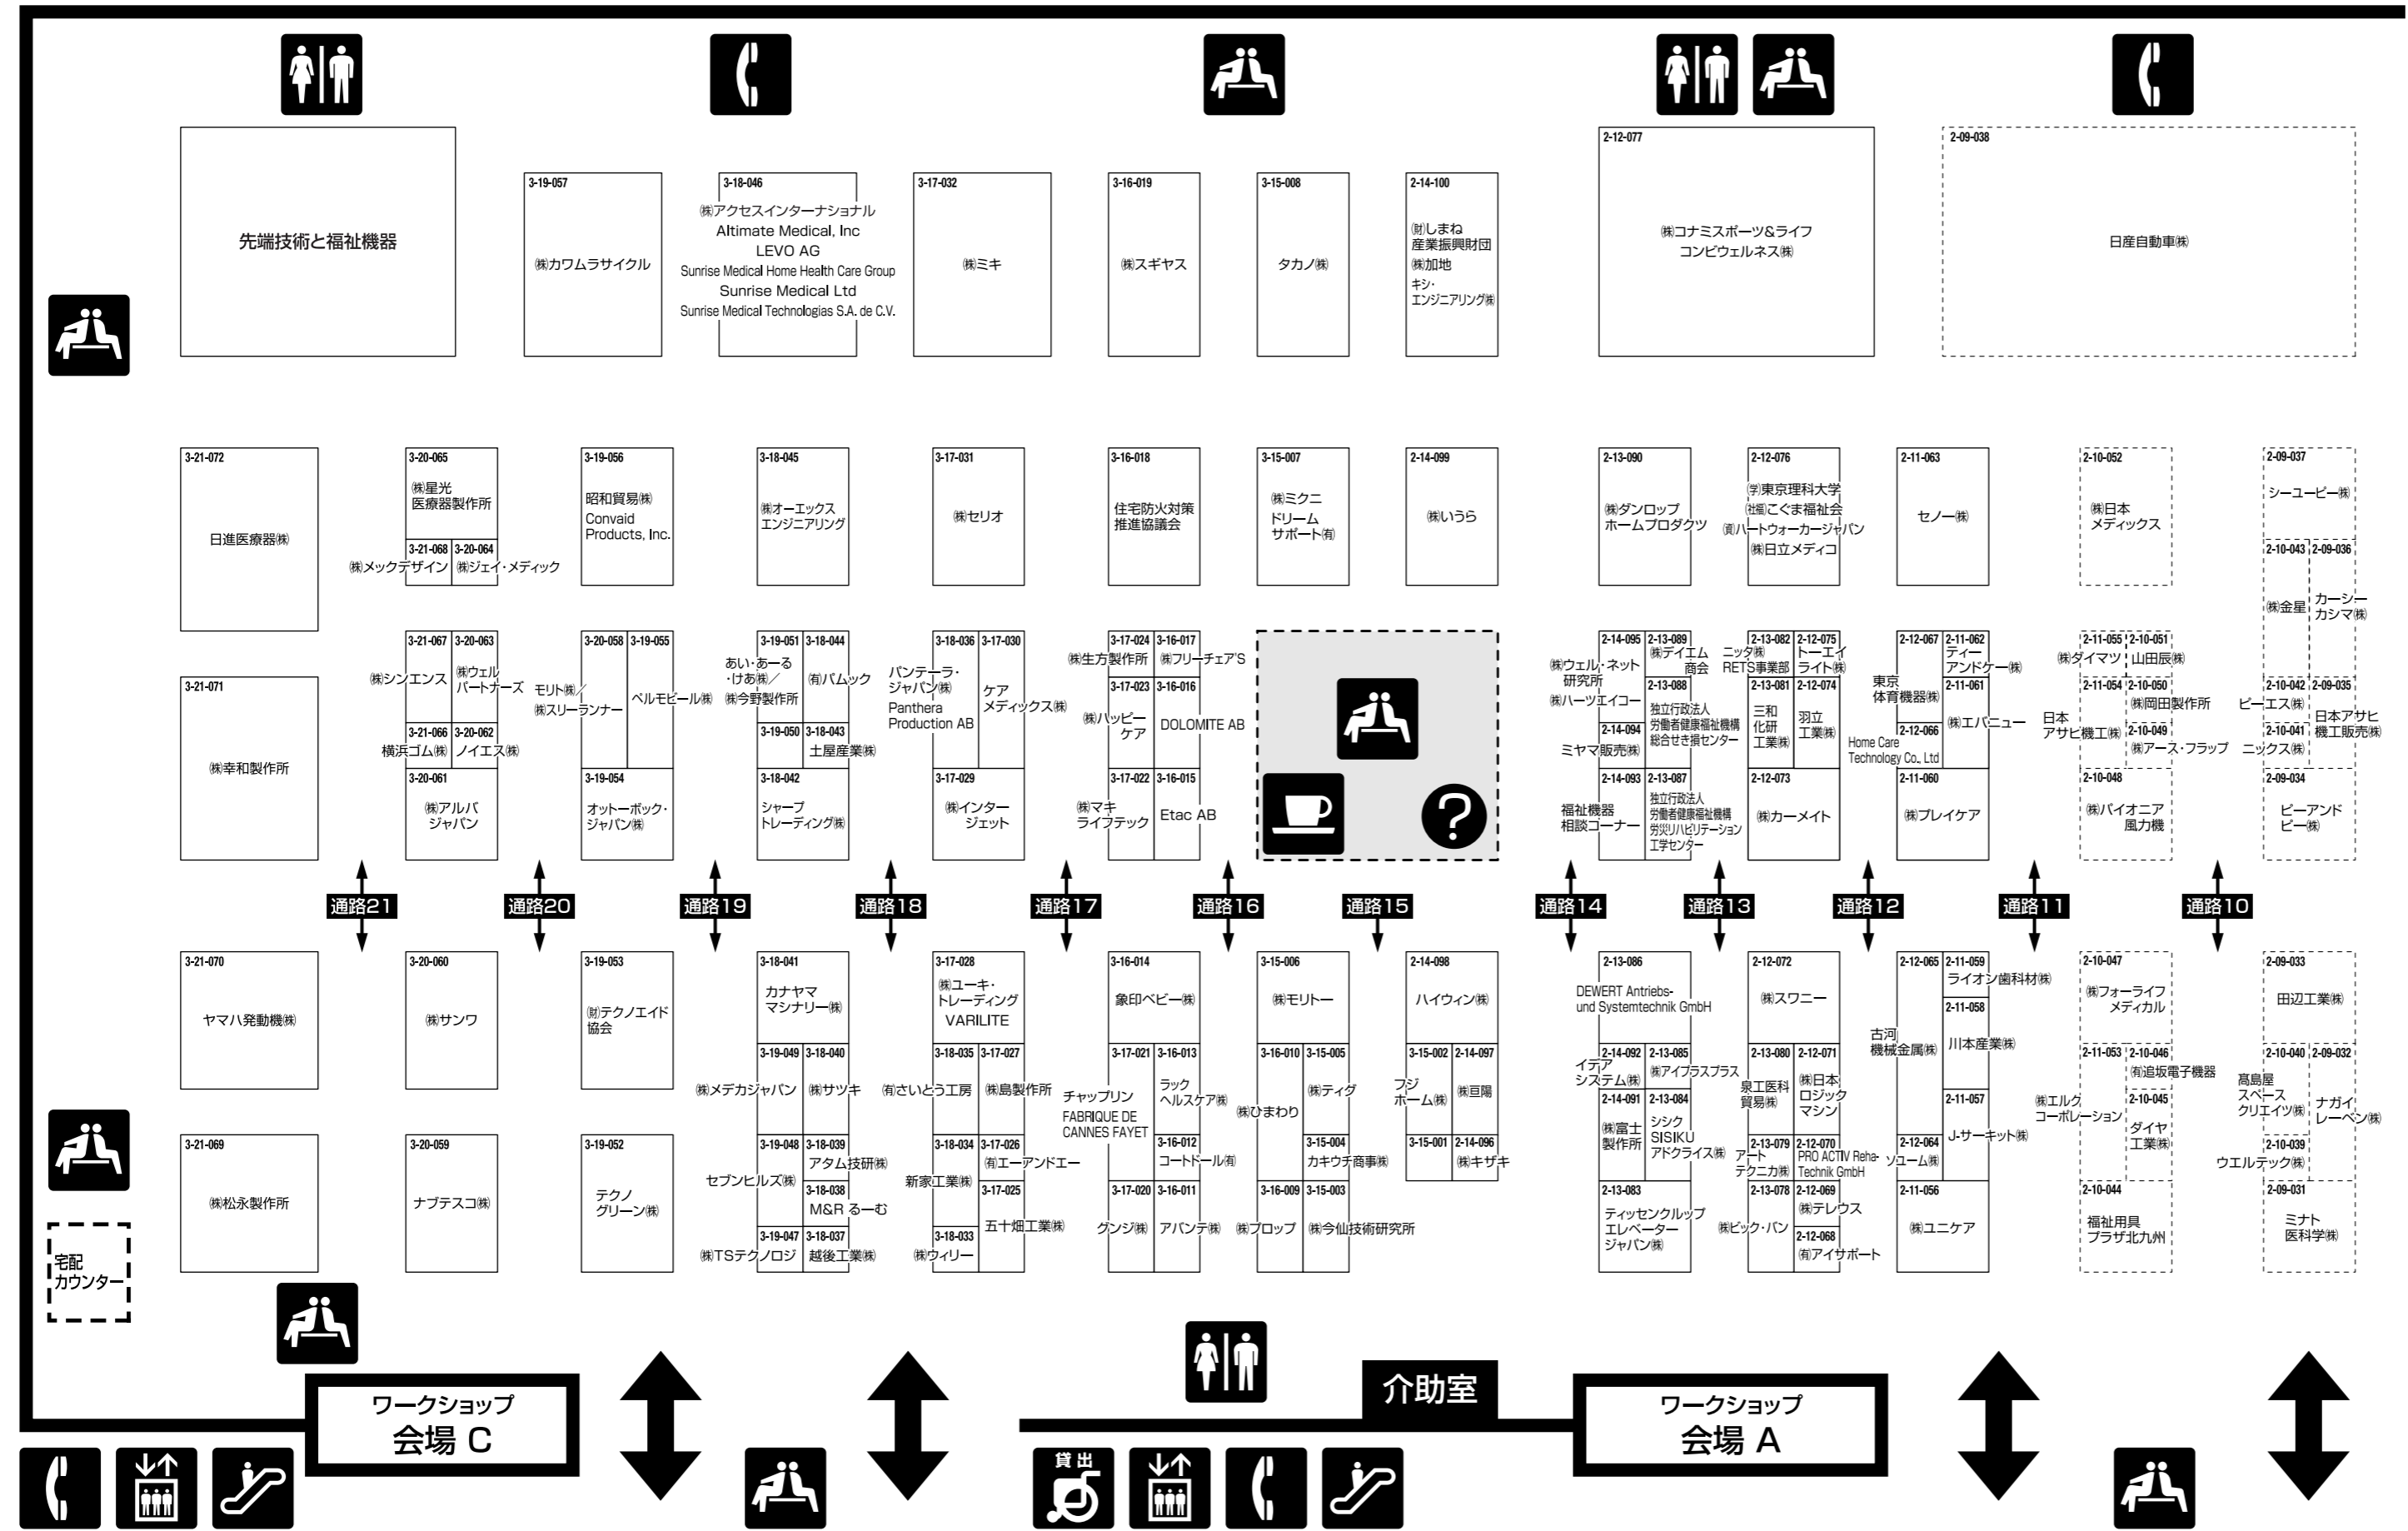 2-12-077
2-09-038
3-19-057
3-18-046
3-17-032
3-16-019
3-15-008
2-14-100
先端技術と福祉機器
㈱カワムラサイクル
㈱アクセスインターナショナル
Altimate Medical, Inc
LEVO AG
Sunrise Medical Home Health Care Group
Sunrise Medical Ltd
Sunrise Medical Technologias S.A. de C.V.
㈱ミキ
㈱スギヤス
タカノ㈱
㈶しまね
産業振興財団
㈱加地
キシ・
エンジニアリング㈱
㈱コナミスポーツ&ライフ
コンビウェルネス㈱
日産自動車㈱
3-21-072
日進医療器㈱
3-20-065
㈱星光
医療器製作所
3-21-068
㈱メックデザイン
3-20-064
㈱ジェイ・メディック
3-19-056
昭和貿易㈱
Convaid
Products, Inc.
3-18-045
㈱オーエックス
エンジニアリング
3-17-031
㈱セリオ
3-16-018
住宅防火対策
推進協議会
3-15-007
㈱ミクニ
ドリーム
サポート㈲
2-14-099
㈱いうら
2-13-090
㈱ダンロップ
ホームプロダクツ
2-12-076
㈻東京理科大学
(社福)こぐま福祉会
㈾ハートウォーカージャパン
㈱日立メディコ
2-11-063
セノー㈱
2-10-052
㈱日本
メディックス
2-09-037
シーユーピー㈱
2-10-043
㈱金星
2-09-036
カーシー
カシマ㈱
3-21-071
㈱幸和製作所
3-21-067
㈱シンエンス
3-20-063
㈱ウェル
パートナーズ
3-21-066
横浜ゴム㈱
3-20-062
ノイエス㈱
3-20-061
㈱アルバ
ジャパン
3-20-058
モリト㈱／
㈱スリーランナー
3-19-055
ペルモビール㈱
3-19-054
オットーボック・
ジャパン㈱
3-19-051
あい・あーる
・けあ㈱／
㈱今野製作所
3-18-044
㈲パムック
3-19-050
3-18-043
土屋産業㈱
3-18-042
シャープ
トレーディング㈱
3-18-036
パンテーラ・
ジャパン㈱
Panthera
Production AB
3-17-030
ケア
メディックス㈱
3-17-029
㈱インター
ジェット
3-17-024
㈱生方製作所
3-16-017
㈱フリーチェア'S
3-17-023
㈱ハッピー
ケア
3-16-016
DOLOMITE AB
3-17-022
㈱マキ
ライフテック
3-16-015
Etac AB
?
2-14-095
㈱ウェル・ネット
研究所
㈱ハーツエイコー
2-13-089
㈱デイエム
商会
2-13-088
独立行政法人
労働者健康福祉機構
総合せき損センター
2-14-094
ミヤマ販売㈱
2-14-093
福祉機器
相談コーナー
2-13-087
独立行政法人
労働者健康福祉機構
労災リハビリテーション
工学センター
2-13-082
ニッタ㈱
RETS事業部
2-12-075
トーエイ
ライト㈱
2-13-081
三和
化研
工業㈱
2-12-074
羽立
工業㈱
2-12-073
㈱カーメイト
2-12-067
東京
体育機器㈱
2-11-062
ティー
アンドケー㈱
2-11-061
㈱エバニュー
2-12-066
Home Care
Technology Co., Ltd
2-11-060
㈱プレイケア
2-11-055
㈱ダイマツ
2-10-051
山田辰㈱
2-11-054
日本
アサヒ機工㈱
2-10-050
㈱岡田製作所
2-10-049
㈱アース・フラップ
2-10-048
㈱パイオニア
風力機
2-10-042
ピーエス㈱
2-09-035
日本アサヒ
機工販売㈱
2-10-041
ニックス㈱
2-09-034
ピーアンド
ピー㈱
通路21
通路20
通路19
通路18
通路17
通路16
通路15
通路14
通路13
通路12
通路11
通路10
3-21-070
ヤマハ発動機㈱
3-20-060
㈱サンワ
3-19-053
㈶テクノエイド
協会
3-18-041
カナヤマ
マシナリー㈱
3-17-028
㈱ユーキ・
トレーディング
VARILITE
3-16-014
象印ベビー㈱
3-15-006
㈱モリトー
2-14-098
ハイウィン㈱
2-13-086
DEWERT Antriebs-
und Systemtechnik GmbH
2-12-072
㈱スワニー
2-12-065
古河
機械金属㈱
2-11-059
ライオン歯科材㈱
2-11-058
川本産業㈱
2-10-047
㈱フォーライフ
メディカル
2-09-033
田辺工業㈱
3-19-049
㈱メデカジャパン
3-18-040
㈱サツキ
3-18-035
㈲さいとう工房
3-17-027
㈱島製作所
3-17-021
チャップリン
FABRIQUE DE
CANNES FAYET
3-16-013
ラック
ヘルスケア㈱
3-16-010
㈱ひまわり
3-15-005
㈱ティグ
3-15-002
フジ
ホーム㈱
2-14-097
㈱亘陽
2-14-092
イデア
システム㈱
2-13-085
㈱アイプラスプラス
2-14-091
㈱富士
製作所
2-13-084
シシク
SISIKU
アドクライス㈱
2-13-080
泉工医科
貿易㈱
2-12-071
㈱日本
ロジック
マシン
2-11-057
J-サーキット㈱
2-11-053
㈱エルク
コーポレーション
2-10-046
㈲追坂電子機器
2-10-045
ダイヤ
工業㈱
2-10-040
髙島屋
スペース
クリエイツ㈱
2-09-032
ナガイ
レーベン㈱
3-21-069
㈱松永製作所
3-20-059
ナブテスコ㈱
3-19-052
テクノ
グリーン㈱
3-19-048
セブンヒルズ㈱
3-18-039
アタム技研㈱
3-18-038
M&R るーむ
3-19-047
㈱TSテクノロジ
3-18-037
越後工業㈱
3-18-034
新家工業㈱
3-17-026
㈲エーアンドエー
3-17-025
五十畑工業㈱
3-18-033
㈱ウィリー
3-16-012
コートドール㈲
3-17-020
グンジ㈱
3-16-011
アバンテ㈱
3-15-004
カキウチ商事㈱
3-16-009
㈱プロップ
3-15-003
㈱今仙技術研究所
3-15-001
2-14-096
㈱キザキ
2-13-083
ティッセンクルップ
エレベーター
ジャパン㈱
2-13-079
アート
テクニカ㈱
2-12-070
PRO ACTIV Reha-
Technik GmbH
2-13-078
㈱ビック・バン
2-12-069
㈱テレウス
2-12-068
㈲アイサポート
2-12-064
ソユーム㈱
2-11-056
㈱ユニケア
2-10-044
福祉用具
プラザ北九州
2-10-039
ウエルテック㈱
2-09-031
ミナト
医科学㈱
宅配
カウンター
ワークショップ
会場 C
介助室
ワークショップ
会場 A
貸出